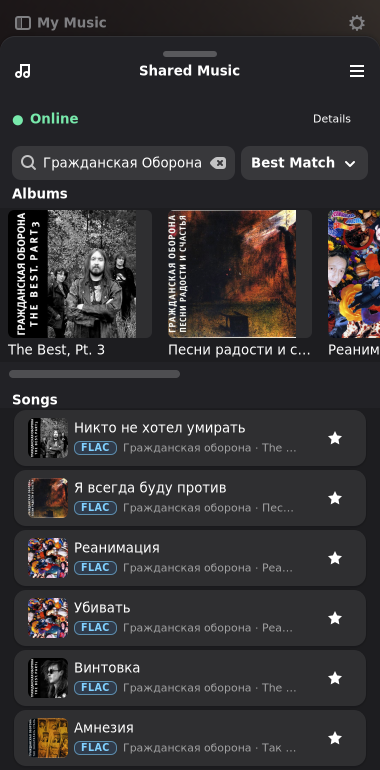 My Music
Shared Music
Online
Details
Гражданская Оборона
Best Match
Albums
ГРАЖДАНСКАЯ ОБОРОНА
THE BEST. PART3
ГРАЖДАНСКАЯ ОБОРОНА
ПЕСНИ РАДОСТИ И СЧАСТЬЯ
The Best, Pt. 3
Песни радости и с...
Реаним
Songs
Никто не хотел умирать
FLAC Гражданская оборона · The ...
Я всегда буду против
FLAC Гражданская оборона · Пес...
Реанимация
FLAC Гражданская оборона · Реа...
Убивать
FLAC Гражданская оборона · Реа...
Винтовка
FLAC Гражданская оборона · The ...
Амнезия
FLAC Гражданская оборона · Так ...